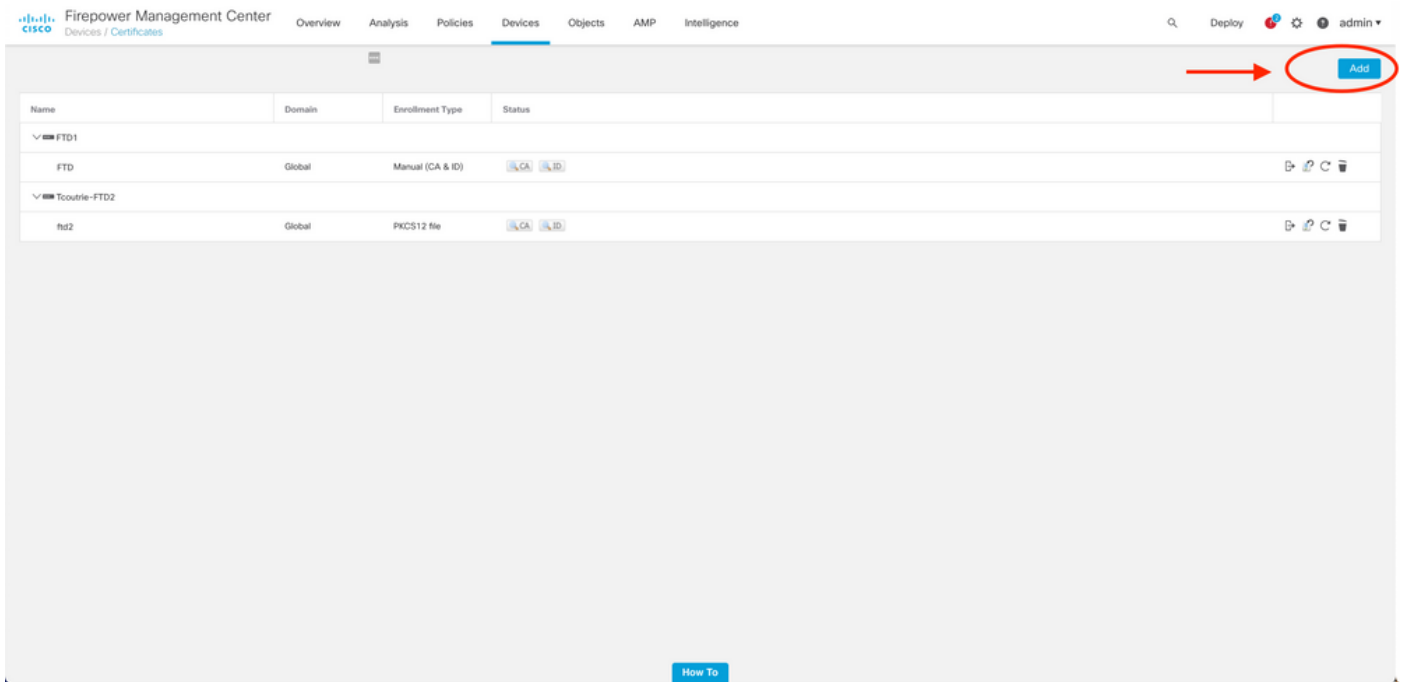 cisco
Firepower Management Center
Devices / Certificates
Overview Analysis Policies Devices Objects AMP Intelligence
Deploy 2 admin
Add
Name Domain Enrollment Type Status
FTD1
FTD Global Manual (CA & ID) CA ID
Tcoutrie-FTD2
ftd2 Global PKCS12 file CA ID
How To